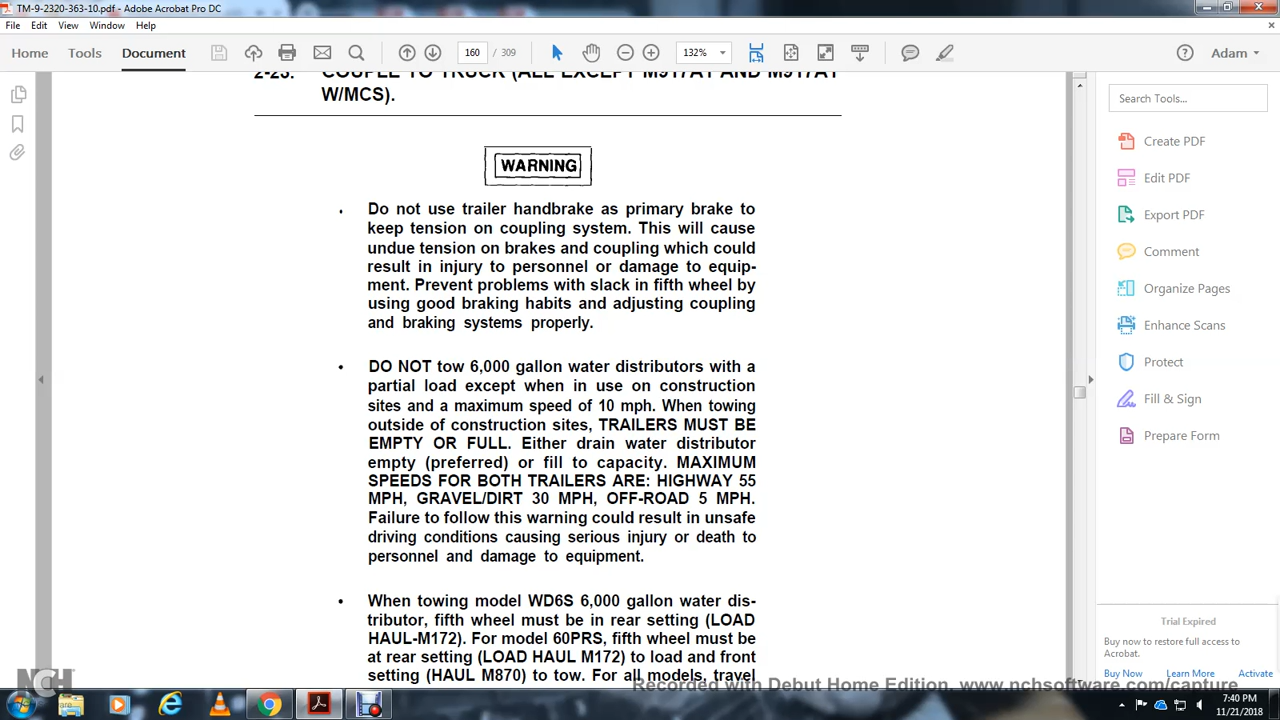 TM-9-2320-363-10.pdf - Adobe Acrobat Pro DC
File Edit View Window Help
Home Tools Document 160 / 309 132% Adam
2-23. COUPLE TO TRUCK (ALL EXCEPT M917A1 AND M917A1
W/MCS).
WARNING
Do not use trailer handbrake as primary brake to
keep tension on coupling system. This will cause
undue tension on brakes and coupling which could
result in injury to personnel or damage to equip-
ment. Prevent problems with slack in fifth wheel by
using good braking habits and adjusting coupling
and braking systems properly.
• DO NOT tow 6,000 gallon water distributors with a
partial load except when in use on construction
sites and a maximum speed of 10 mph. When towing
outside of construction sites, TRAILERS MUST BE
EMPTY OR FULL. Either drain water distributor
empty (preferred) or fill to capacity. MAXIMUM
SPEEDS FOR BOTH TRAILERS ARE: HIGHWAY 55
MPH, GRAVEL/DIRT 30 MPH, OFF-ROAD 5 MPH.
Failure to follow this warning could result in unsafe
driving conditions causing serious injury or death to
personnel and damage to equipment.
• When towing model WD6S 6,000 gallon water dis-
tributor, fifth wheel must be in rear setting (LOAD
HAUL-M172). For model 60PRS, fifth wheel must be
at rear setting (LOAD HAUL M172) to load and front
setting (HAUL M870) to tow. For all models, travel
Search Tools...
Create PDF
Edit PDF
Export PDF
Comment
Organize Pages
Enhance Scans
Protect
Fill & Sign
Prepare Form
Trial Expired
Buy now to restore full access to
Acrobat.
Buy Now Learn More Activate
NCH
Recorded with Debut Home Edition. www.nchsoftware.com/capture
7:40 PM
11/21/2018